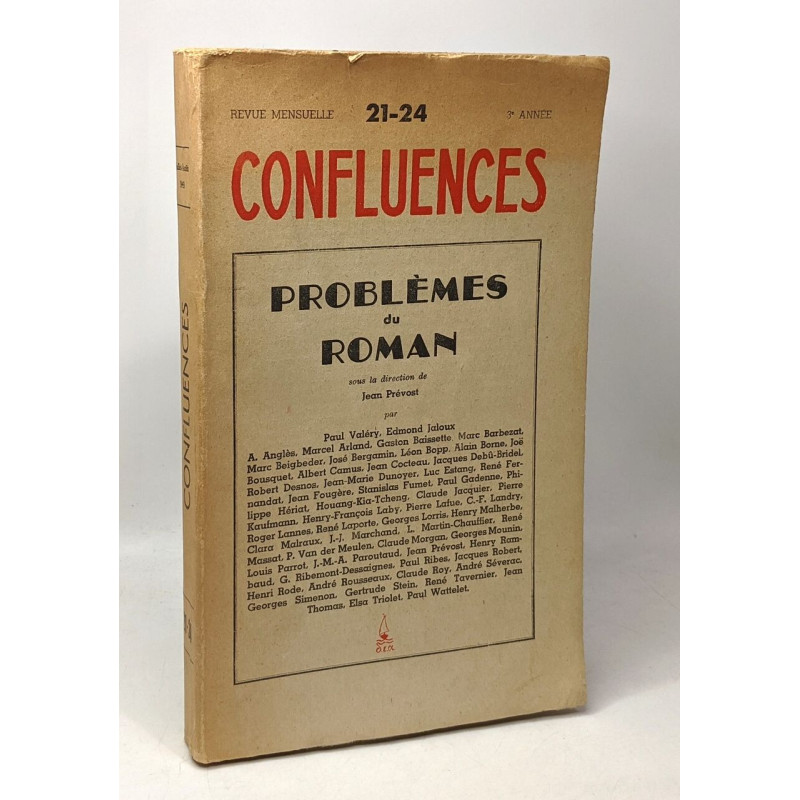 REVUE MENSUELLE 21-24 3e ANNÉE
CONFLUENCES
PROBLÈMES
du
ROMAN
sous la direction de
Jean Prévost
par
Paul Valéry, Edmond Jaloux
A. Anglès, Marcel Arland, Gaston Baissette, Marc Barbezat,
Marc Beigbeder, José Bergamin, Léon Bopp, Alain Borne, Joë
Bousquet, Albert Camus, Jean Cocteau, Jacques Debû-Bridel,
Robert Desnos, Jean-Marie Dunoyer, Luc Estang, René Fer-
nandat, Jean Fougère, Stanislas Fumet, Paul Gadenne, Phi-
lippe Hériat, Houang-Kia-Tcheng, Claude Jacquier, Pierre
Kaufmann, Henry-François Laby, Pierre Lafue, C.-F. Landry,
Roger Lannes, René Laporte, Georges Lorris, Henry Malherbe,
Clara Malraux, J.-J. Marchand, L. Martin-Chauffier, René
Massat, P. Van der Meulen, Claude Morgan, Georges Mounin,
Louis Parrot, J.-M.-A. Paroutaud, Jean Prévost, Henry Ram-
baud, G. Ribemont-Dessaignes, Paul Ribes, Jacques Robert,
Henri Rode, André Rousseaux, Claude Roy, André Séverac,
Georges Simenon, Gertrude Stein, René Tavernier, Jean
Thomas, Elsa Triolet, Paul Wattelet.
CONFLUENCES